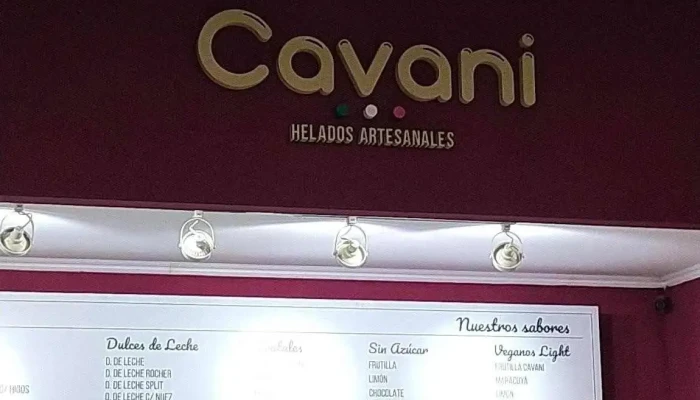 Cavani
HELADOS ARTESANALES
Nuestros sabores
Dulces de Leche
D. DE LECHE
D. DE LECHE ROCHER
D. DE LECHE SPLIT
D. DE LECHE C/ NUEZ
Sin Azúcar
FRUTILLA
LIMÓN
CHOCOLATE
Veganos Light
FRUTILLA CAVANI
MARACUYÁ
LIMÓN